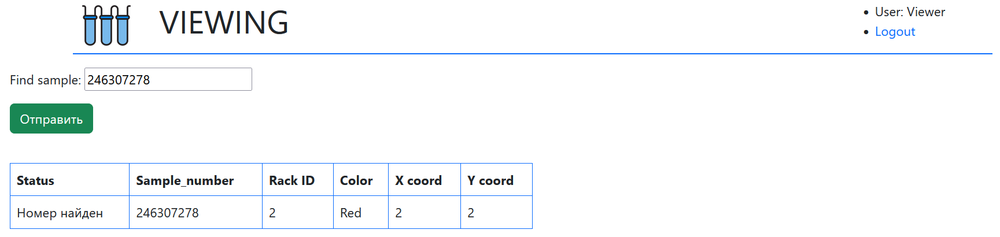 VIEWING
User: Viewer
Logout
Find sample: 246307278
Отправить
Status Sample_number Rack ID Color X coord Y coord
Номер найден 246307278 2 Red 2 2